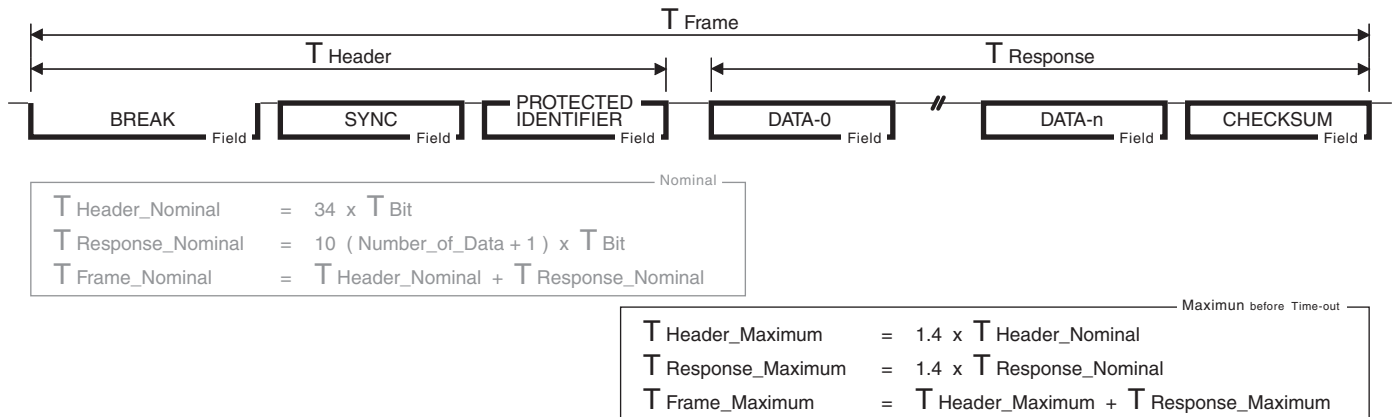 T Frame
T Header
T Response
BREAK Field
SYNC Field
PROTECTED
IDENTIFIER Field
DATA-0 Field
DATA-n Field
CHECKSUM Field
Nominal
T Header_Nominal = 34 x T Bit
T Response_Nominal = 10 ( Number_of_Data + 1 ) x T Bit
T Frame_Nominal = T Header_Nominal + T Response_Nominal
Maximun before Time-out
T Header_Maximum = 1.4 x T Header_Nominal
T Response_Maximum = 1.4 x T Response_Nominal
T Frame_Maximum = T Header_Maximum + T Response_Maximum